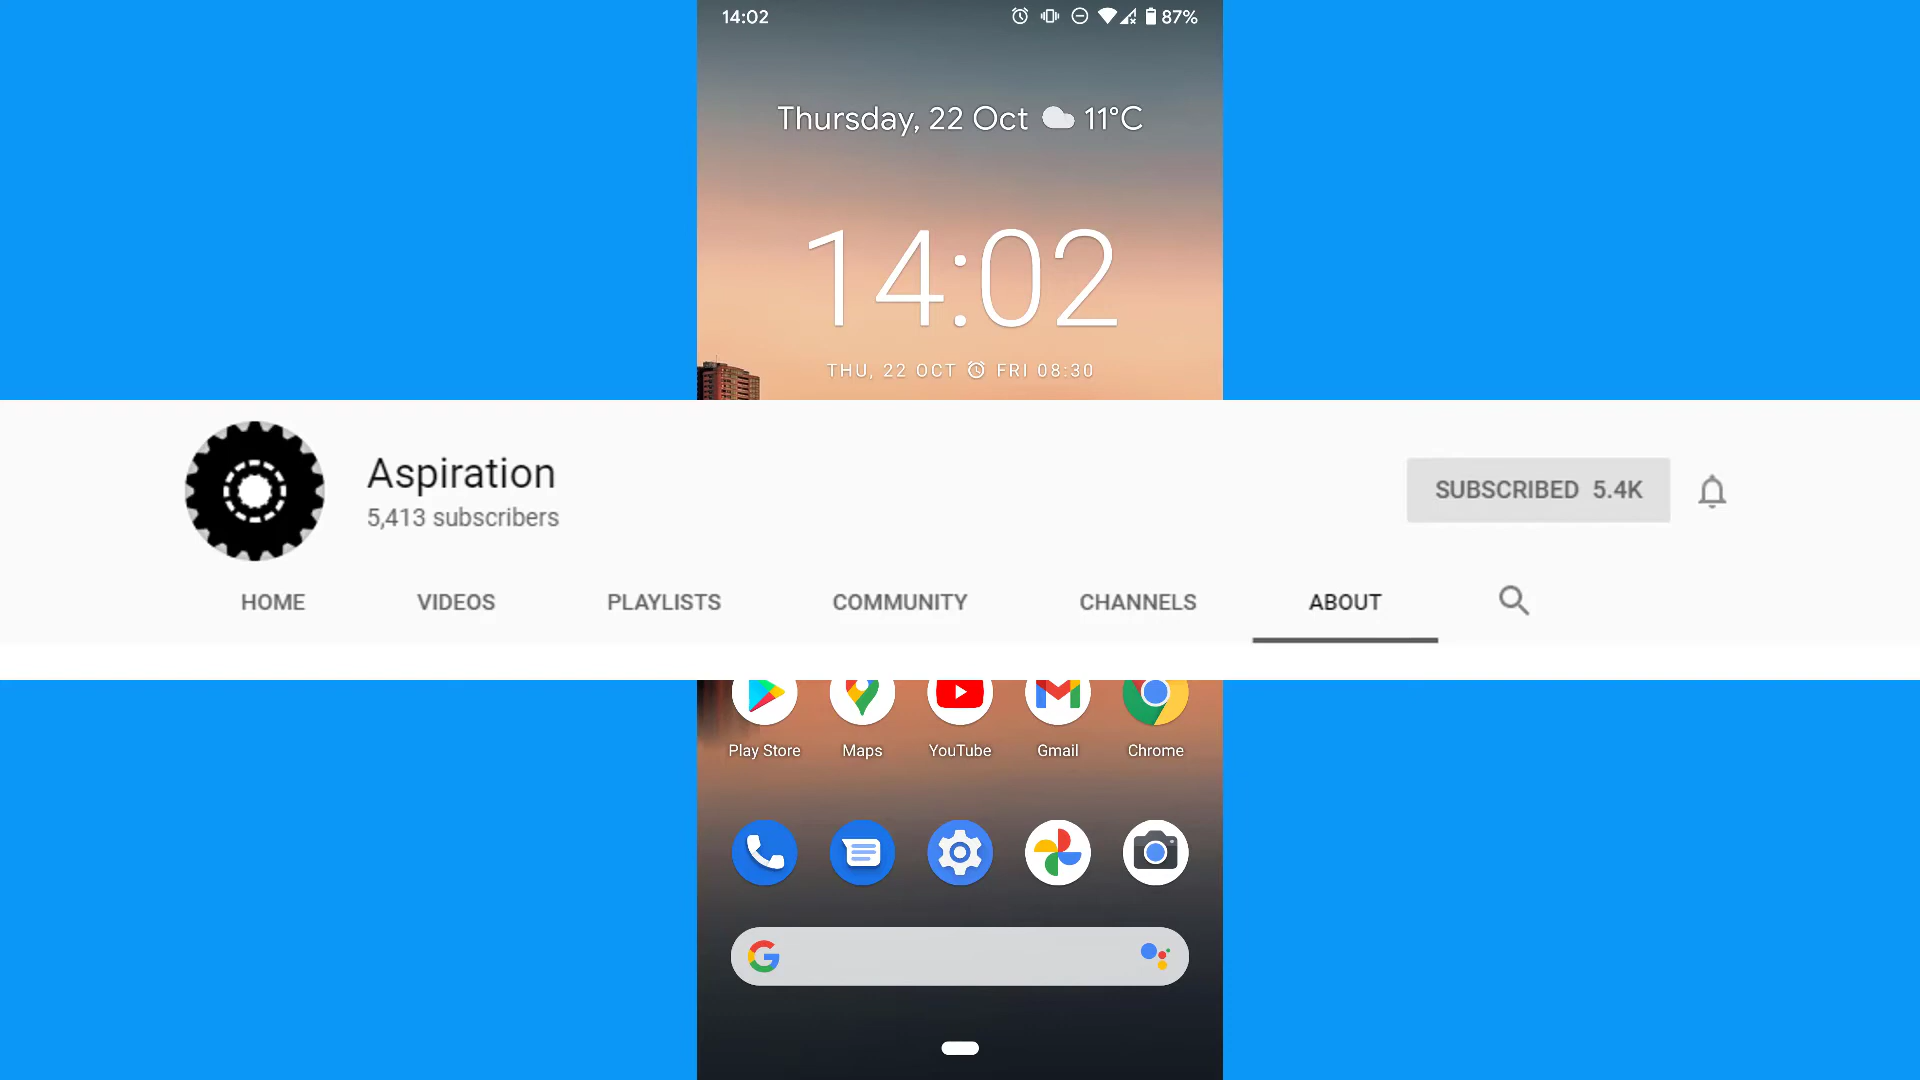 14:02 87%
Thursday, 22 Oct 11°C
14:02
THU, 22 OCT FRI 08:30
Aspiration
5,413 subscribers
SUBSCRIBED 5.4K
HOME VIDEOS PLAYLISTS COMMUNITY CHANNELS ABOUT
Play Store Maps YouTube Gmail Chrome